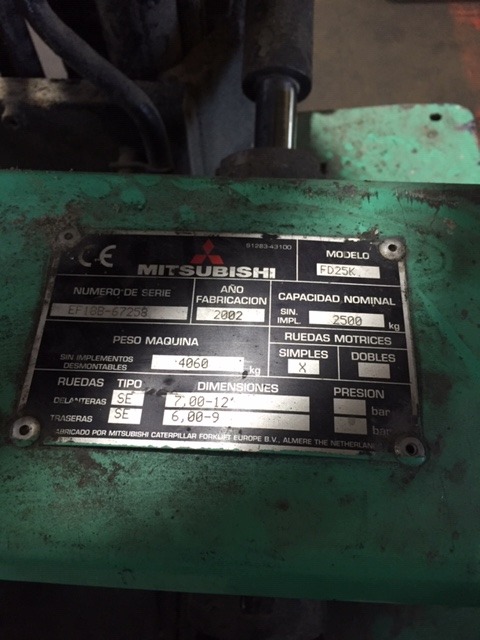 CE
MITSUBISHI
91283-43100
MODELO
FD25K
NUMERO DE SERIE
EF18B-67258
AÑO FABRICACION
2002
CAPACIDAD NOMINAL
SIN. IMPL. 2500 kg
PESO MAQUINA
SIN IMPLEMENTOS DESMONTABLES 4060 kg
RUEDAS MOTRICES
SIMPLES DOBLES
X
RUEDAS TIPO DIMENSIONES PRESION
DELANTERAS SE 7,00-12' bar
TRASERAS SE 6,00-9 bar
FABRICADO POR MITSUBISHI CATERPILLAR FORKLIFT EUROPE B.V., ALMERE THE NETHERLANDS